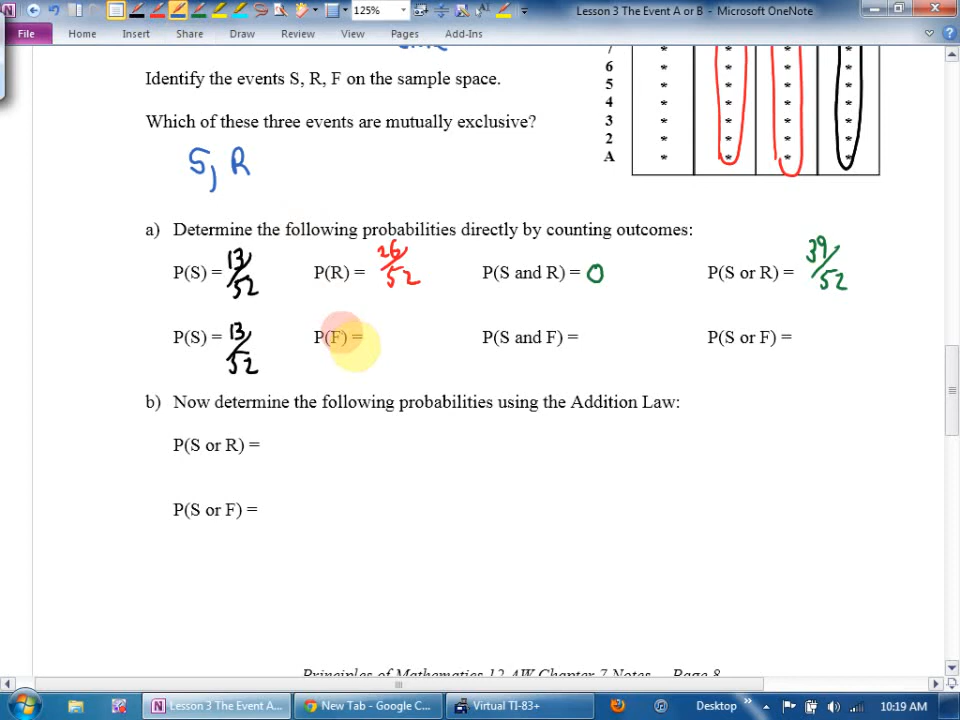 125%
Lesson 3 The Event A or B - Microsoft OneNote
File Home Insert Share Draw Review View Pages Add-Ins
7 * * * *
Identify the events S, R, F on the sample space.
6 * * * *
5 * * * *
4 * * * *
Which of these three events are mutually exclusive?
3 * * * *
2 * * * *
A * * * *
S, R
a) Determine the following probabilities directly by counting outcomes:
P(S) = 13/52 P(R) = 26/52 P(S and R) = 0 P(S or R) = 39/52
P(S) = 13/52 P(F) = P(S and F) = P(S or F) =
b) Now determine the following probabilities using the Addition Law:
P(S or R) =
P(S or F) =
Principles of Mathematics 12 AW Chapter 7 Notes Page 8
Lesson 3 The Event A... New Tab - Google C... Virtual TI-83+ Desktop 10:19 AM